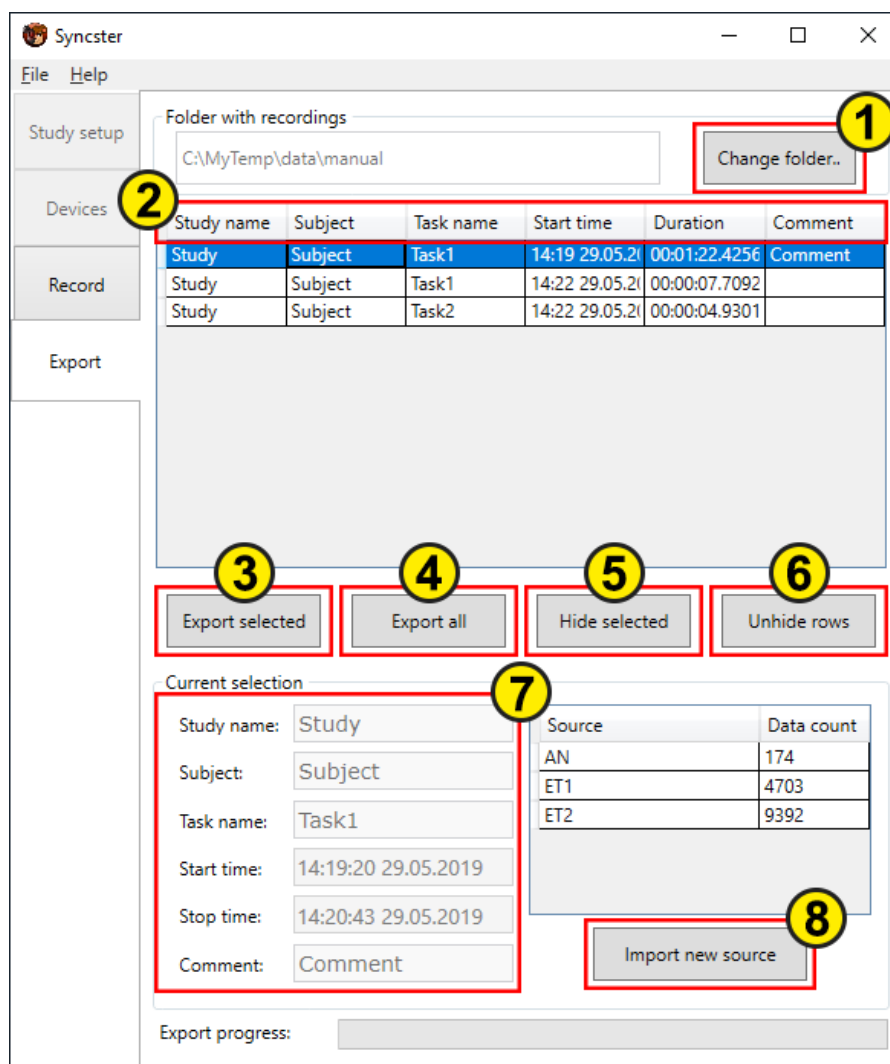 Syncster
File Help
Study setup
Devices
Record
Export
Folder with recordings
C:\MyTemp\data\manual
Change folder..
1
2
Study name Subject Task name Start time Duration Comment
Study Subject Task1 14:19 29.05.2( 00:01:22.4256 Comment
Study Subject Task1 14:22 29.05.2( 00:00:07.7092
Study Subject Task2 14:22 29.05.2( 00:00:04.9301
3 4 5 6
Export selected Export all Hide selected Unhide rows
Current selection
7
Study name: Study
Subject: Subject
Task name: Task1
Start time: 14:19:20 29.05.2019
Stop time: 14:20:43 29.05.2019
Comment: Comment
Source Data count
AN 174
ET1 4703
ET2 9392
8
Import new source
Export progress: